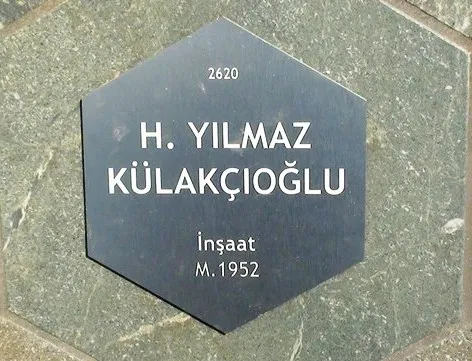 2620
H. YILMAZ
KÜLAKÇIOĞLU
İnşaat
M.1952